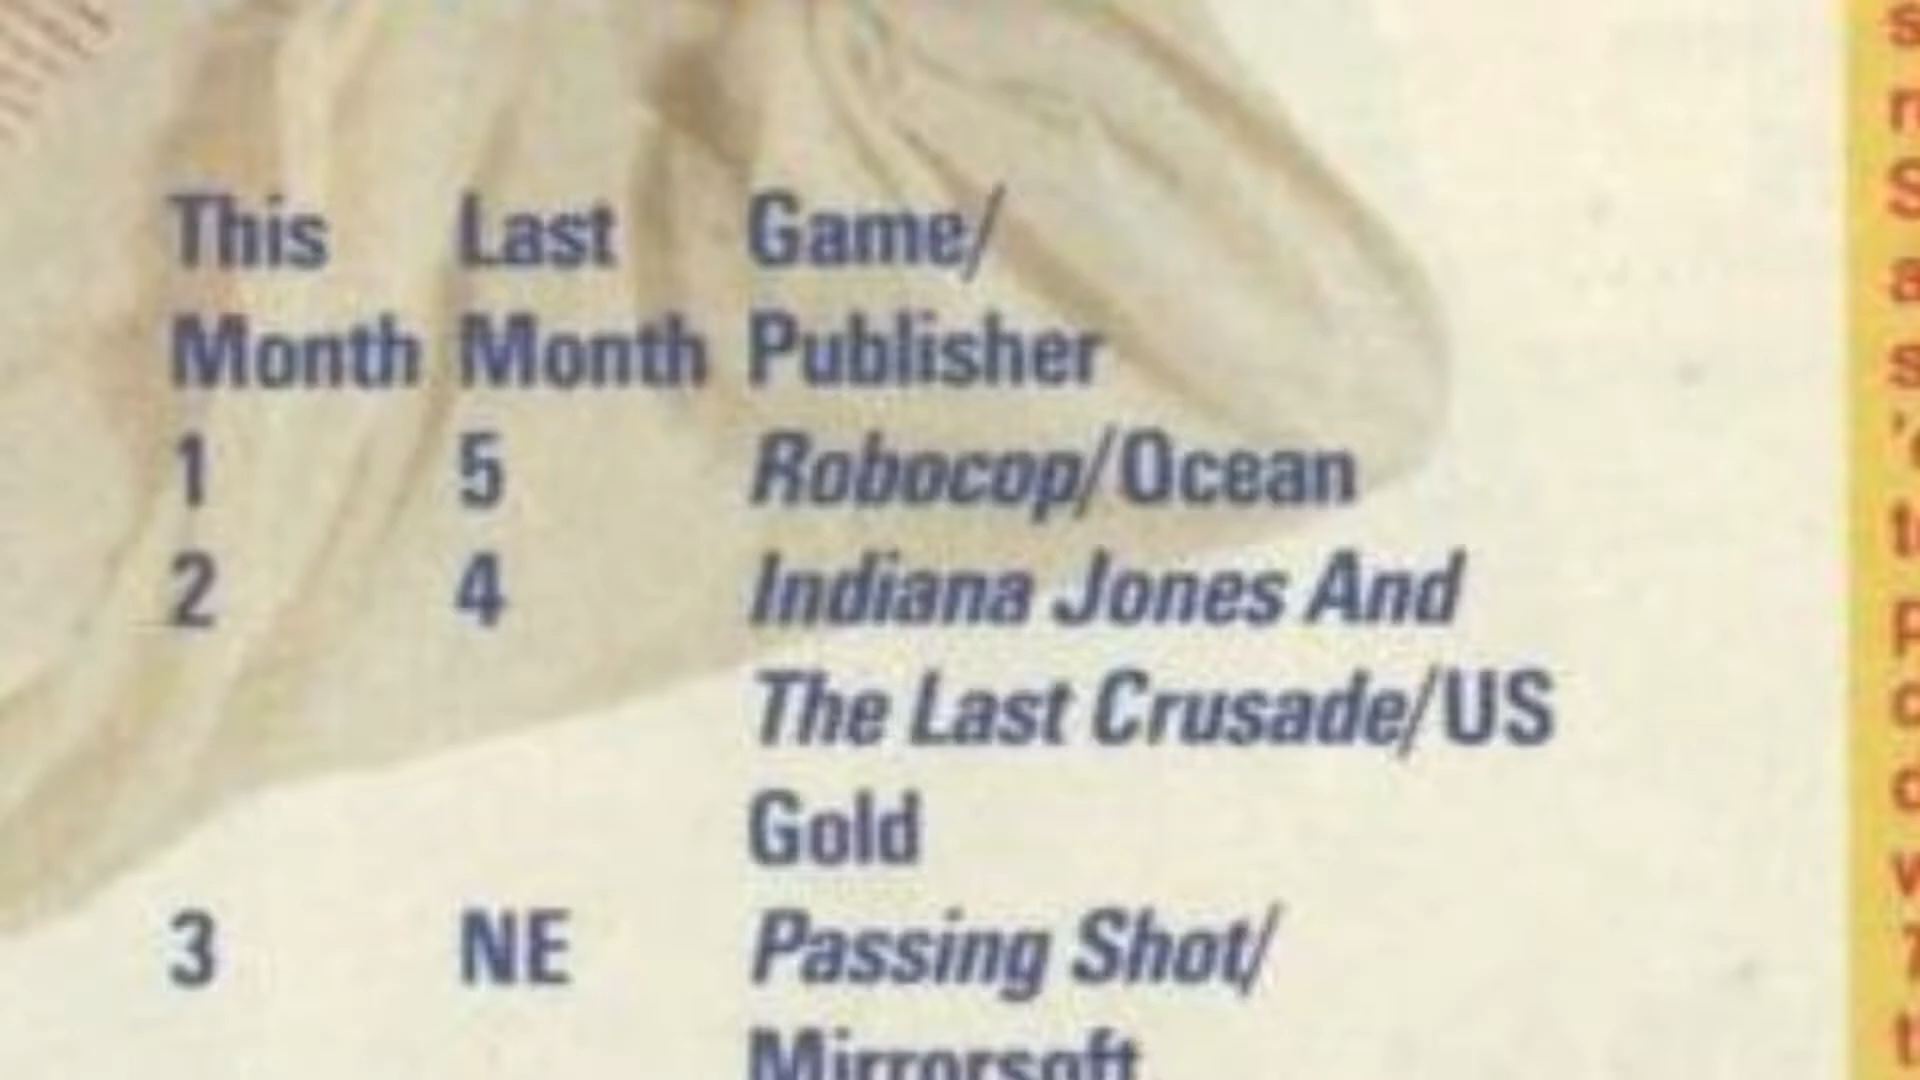 This Last Game/
Month Month Publisher
1 5 Robocop/Ocean
2 4 Indiana Jones And
The Last Crusade/US
Gold
3 NE Passing Shot/
Mirrorsoft